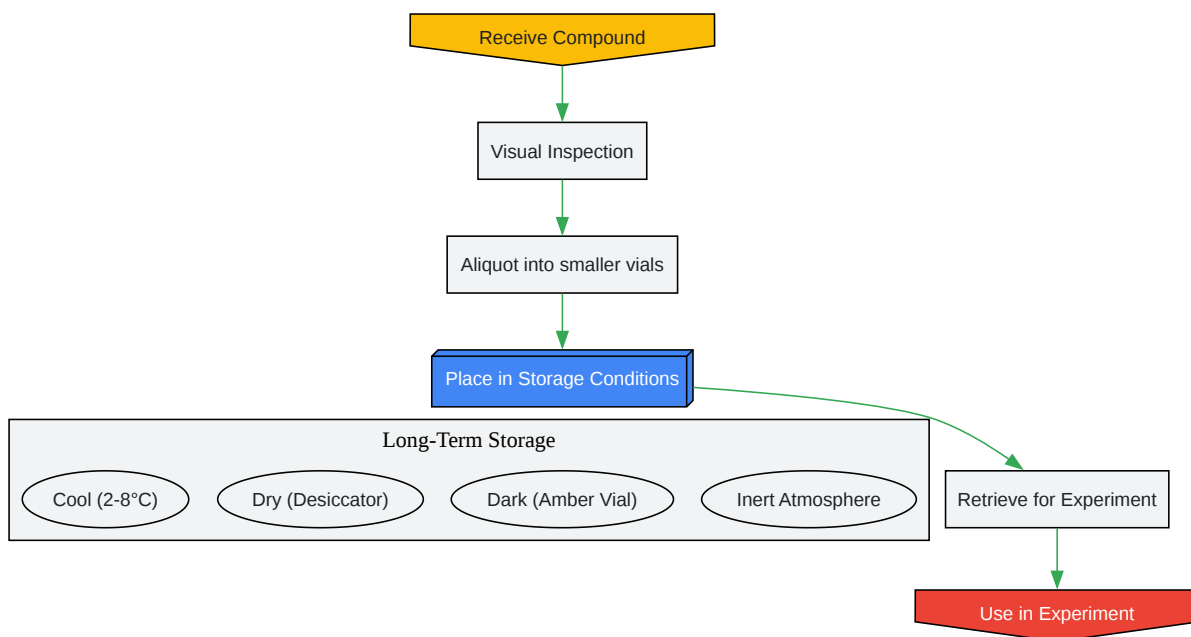 Receive Compound
Visual Inspection
Aliquot into smaller vials
Place in Storage Conditions
Long-Term Storage
Cool (2-8°C)
Dry (Desiccator)
Dark (Amber Vial)
Inert Atmosphere
Retrieve for Experiment
Use in Experiment